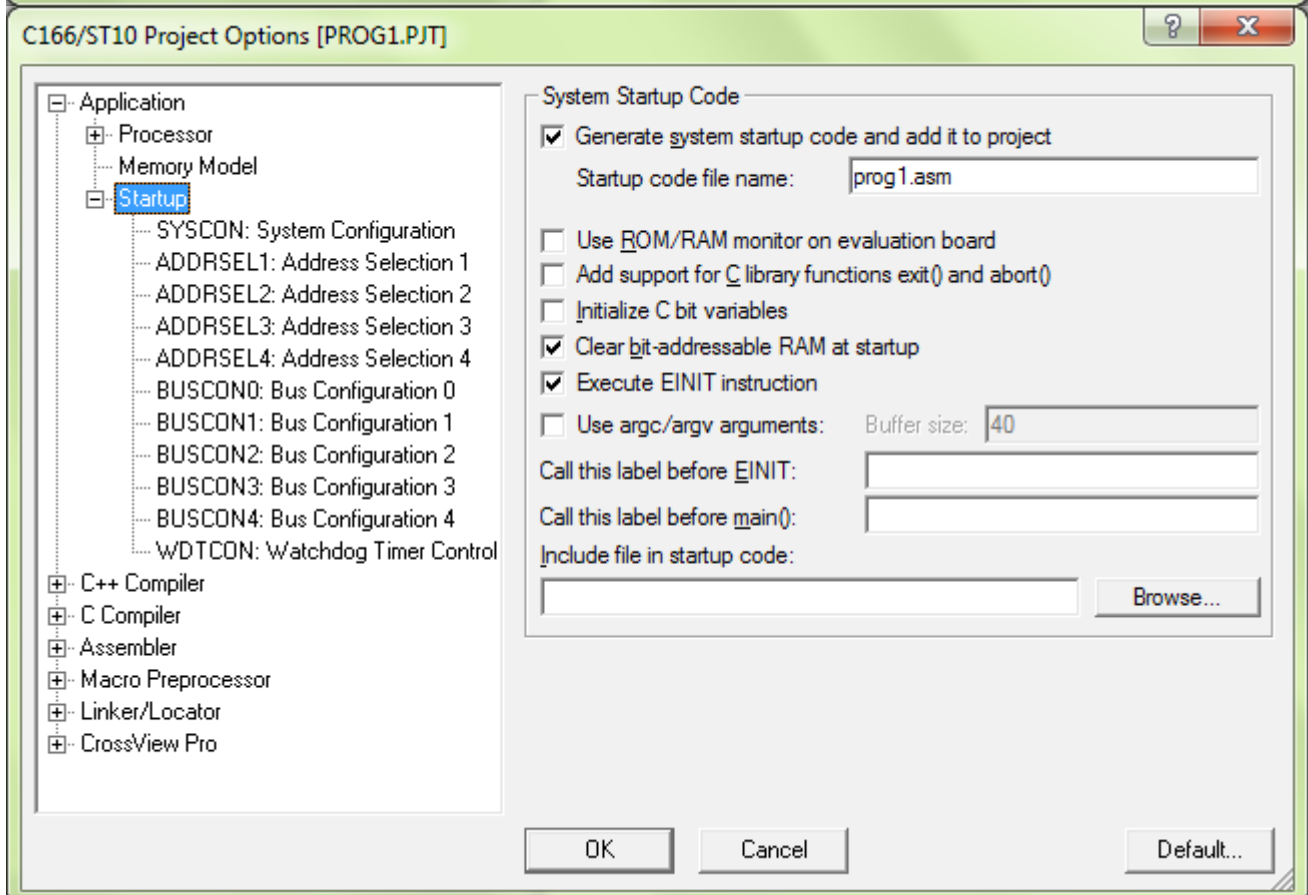 C166/ST10 Project Options [PROG1.PJT]
Application
Processor
Memory Model
Startup
SYSCON: System Configuration
ADDRSEL1: Address Selection 1
ADDRSEL2: Address Selection 2
ADDRSEL3: Address Selection 3
ADDRSEL4: Address Selection 4
BUSCON0: Bus Configuration 0
BUSCON1: Bus Configuration 1
BUSCON2: Bus Configuration 2
BUSCON3: Bus Configuration 3
BUSCON4: Bus Configuration 4
WDTCON: Watchdog Timer Control
C++ Compiler
C Compiler
Assembler
Macro Preprocessor
Linker/Locator
CrossView Pro
System Startup Code
Generate system startup code and add it to project
Startup code file name: prog1.asm
Use ROM/RAM monitor on evaluation board
Add support for C library functions exit() and abort()
Initialize C bit variables
Clear bit-addressable RAM at startup
Execute EINIT instruction
Use argc/argv arguments: Buffer size: 40
Call this label before EINIT:
Call this label before main():
Include file in startup code:
Browse...
OK Cancel Default...